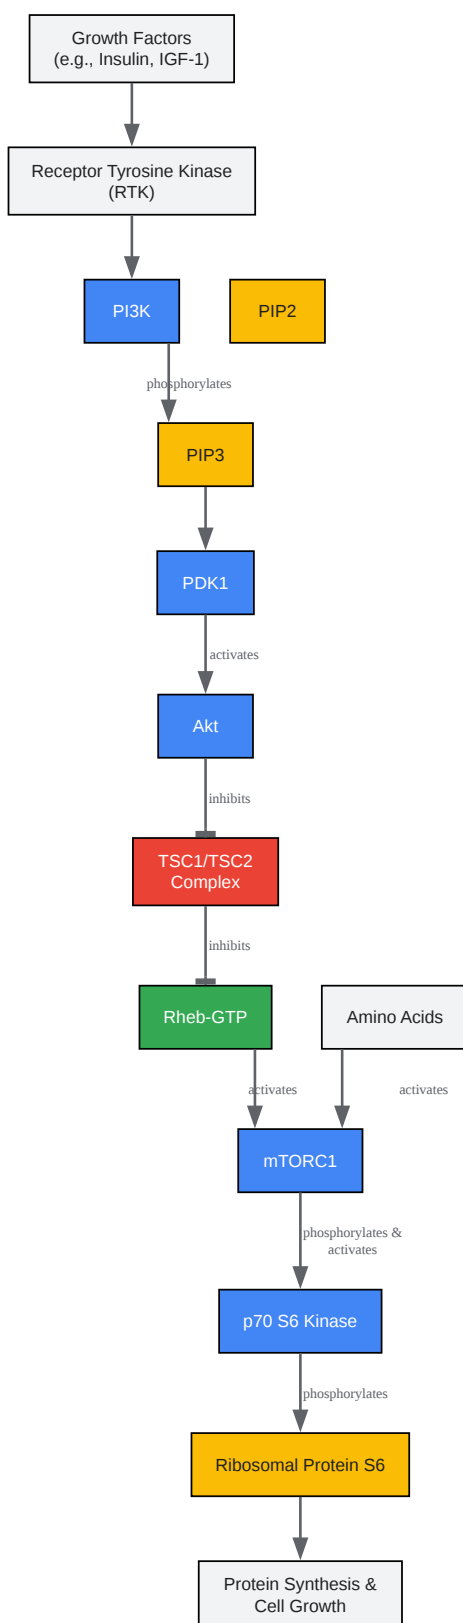 Growth Factors
(e.g., Insulin, IGF-1)
Receptor Tyrosine Kinase
(RTK)
PI3K
PIP2
phosphorylates
PIP3
PDK1
activates
Akt
inhibits
TSC1/TSC2
Complex
inhibits
Rheb-GTP
Amino Acids
activates
activates
mTORC1
phosphorylates &
activates
p70 S6 Kinase
phosphorylates
Ribosomal Protein S6
Protein Synthesis &
Cell Growth